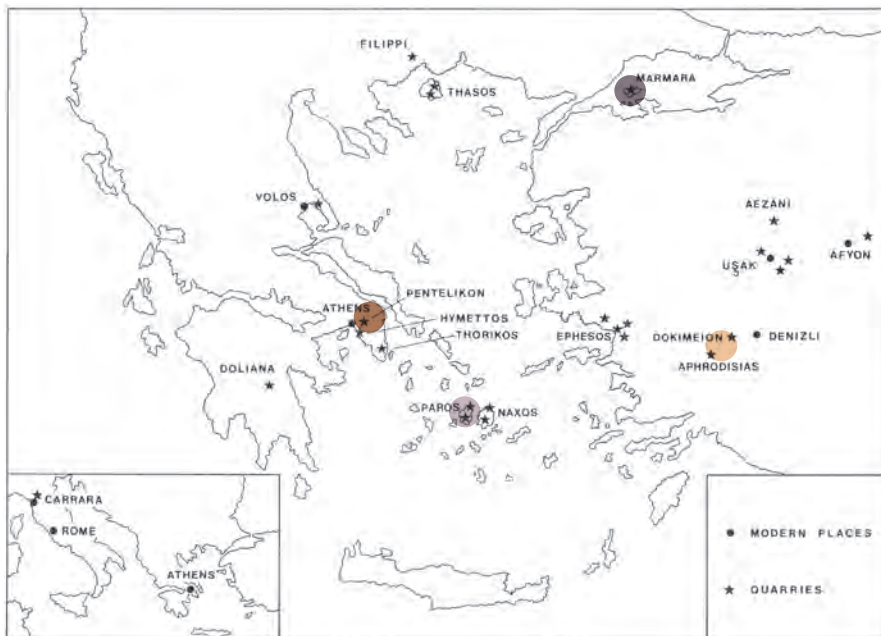 FILIPPI
THASOS
MARMARA
VOLOS
AEZANİ
UŞAK
AFYON
ATHENS
PENTELIKON
HYMETTOS
THORIKOS
EPHESOS
DOKIMEION
DENIZLI
APHRODISIAS
DOLIANA
PAROS
NAXOS
CARRARA
ROME
ATHENS
MODERN PLACES
QUARRIES